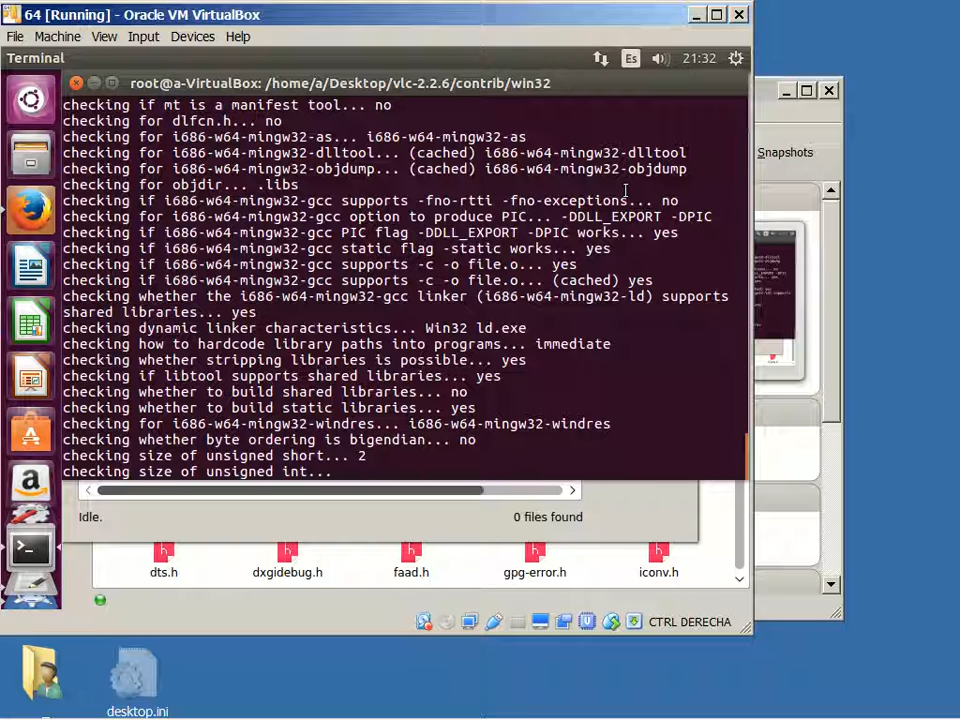 64 [Running] - Oracle VM VirtualBox
File Machine View Input Devices Help
Terminal
Es
21:32
root@a-VirtualBox: /home/a/Desktop/vlc-2.2.6/contrib/win32
checking if mt is a manifest tool... no
checking for dlfcn.h... no
checking for i686-w64-mingw32-as... i686-w64-mingw32-as
checking for i686-w64-mingw32-dlltool... (cached) i686-w64-mingw32-dlltool
checking for i686-w64-mingw32-objdump... (cached) i686-w64-mingw32-objdump
checking for objdir... .libs
checking if i686-w64-mingw32-gcc supports -fno-rtti -fno-exceptions... no
checking for i686-w64-mingw32-gcc option to produce PIC... -DDLL_EXPORT -DPIC
checking if i686-w64-mingw32-gcc PIC flag -DDLL_EXPORT -DPIC works... yes
checking if i686-w64-mingw32-gcc static flag -static works... yes
checking if i686-w64-mingw32-gcc supports -c -o file.o... yes
checking if i686-w64-mingw32-gcc supports -c -o file.o... (cached) yes
checking whether the i686-w64-mingw32-gcc linker (i686-w64-mingw32-ld) supports
shared libraries... yes
checking dynamic linker characteristics... Win32 ld.exe
checking how to hardcode library paths into programs... immediate
checking whether stripping libraries is possible... yes
checking if libtool supports shared libraries... yes
checking whether to build shared libraries... no
checking whether to build static libraries... yes
checking for i686-w64-mingw32-windres... i686-w64-mingw32-windres
checking whether byte ordering is bigendian... no
checking size of unsigned short... 2
checking size of unsigned int...
Snapshots
Idle.
0 files found
dts.h
dxgidebug.h
faad.h
gpg-error.h
iconv.h
CTRL DERECHA
desktop.ini